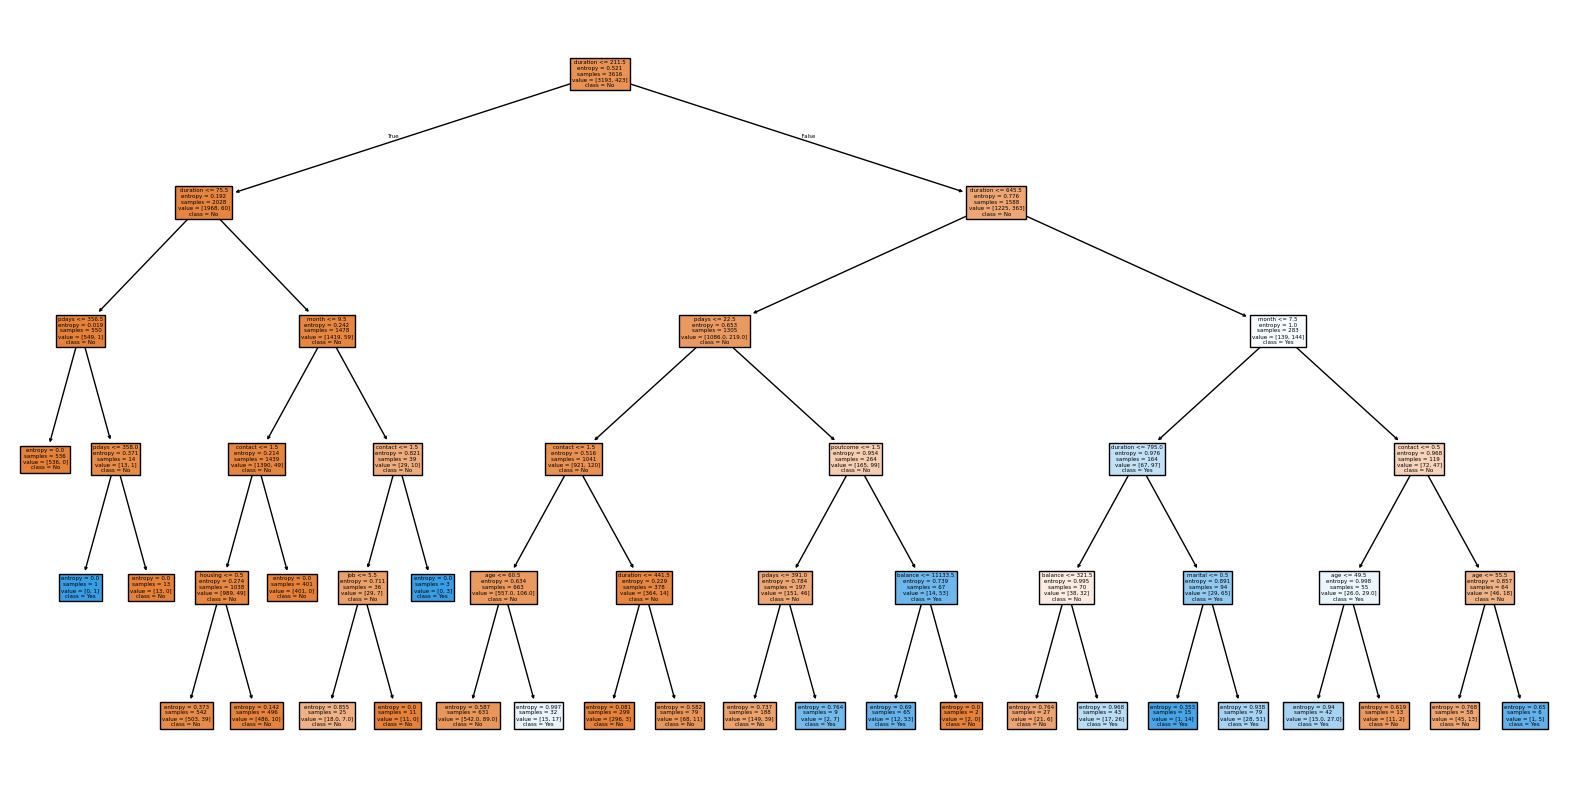 duration <= 211.5
entropy = 0.521
samples = 3616
value = [3193, 423]
class = No
True
False
duration <= 75.5
entropy = 0.192
samples = 2028
value = [1968, 60]
class = No
duration <= 645.5
entropy = 0.776
samples = 1588
value = [1225, 363]
class = No
pdays <= 356.5
entropy = 0.019
samples = 550
value = [549, 1]
class = No
month <= 9.5
entropy = 0.242
samples = 1478
value = [1419, 59]
class = No
pdays <= 22.5
entropy = 0.653
samples = 1305
value = [1086.0, 219.0]
class = No
month <= 7.5
entropy = 1.0
samples = 283
value = [139, 144]
class = Yes
entropy = 0.0
samples = 536
value = [536, 0]
class = No
pdays <= 358.0
entropy = 0.371
samples = 14
value = [13, 1]
class = No
contact <= 1.5
entropy = 0.214
samples = 1439
value = [1390, 49]
class = No
contact <= 1.5
entropy = 0.821
samples = 39
value = [29, 10]
class = No
contact <= 1.5
entropy = 0.516
samples = 1041
value = [921, 120]
class = No
poutcome <= 1.5
entropy = 0.954
samples = 264
value = [165, 99]
class = No
duration <= 795.0
entropy = 0.976
samples = 164
value = [67, 97]
class = Yes
contact <= 0.5
entropy = 0.968
samples = 119
value = [72, 47]
class = No
entropy = 0.0
samples = 1
value = [0, 1]
class = Yes
entropy = 0.0
samples = 13
value = [13, 0]
class = No
housing <= 0.5
entropy = 0.274
samples = 1038
value = [989, 49]
class = No
entropy = 0.0
samples = 401
value = [401, 0]
class = No
job <= 5.5
entropy = 0.711
samples = 36
value = [29, 7]
class = No
entropy = 0.0
samples = 3
value = [0, 3]
class = Yes
age <= 60.5
entropy = 0.634
samples = 663
value = [557.0, 106.0]
class = No
duration <= 441.5
entropy = 0.229
samples = 378
value = [364, 14]
class = No
pdays <= 391.0
entropy = 0.784
samples = 197
value = [151, 46]
class = No
balance <= 11133.5
entropy = 0.739
samples = 67
value = [14, 53]
class = Yes
balance <= 321.5
entropy = 0.995
samples = 70
value = [38, 32]
class = No
marital <= 0.5
entropy = 0.891
samples = 94
value = [29, 65]
class = Yes
age <= 49.5
entropy = 0.998
samples = 55
value = [26.0, 29.0]
class = Yes
age <= 55.5
entropy = 0.857
samples = 64
value = [46, 18]
class = No
entropy = 0.373
samples = 542
value = [503, 39]
class = No
entropy = 0.142
samples = 496
value = [486, 10]
class = No
entropy = 0.855
samples = 25
value = [18.0, 7.0]
class = No
entropy = 0.0
samples = 11
value = [11, 0]
class = No
entropy = 0.587
samples = 631
value = [542.0, 89.0]
class = No
entropy = 0.997
samples = 32
value = [15, 17]
class = Yes
entropy = 0.081
samples = 299
value = [296, 3]
class = No
entropy = 0.582
samples = 79
value = [68, 11]
class = No
entropy = 0.737
samples = 188
value = [149, 39]
class = No
entropy = 0.764
samples = 9
value = [2, 7]
class = Yes
entropy = 0.69
samples = 65
value = [12, 53]
class = Yes
entropy = 0.0
samples = 2
value = [2, 0]
class = No
entropy = 0.764
samples = 27
value = [21, 6]
class = No
entropy = 0.968
samples = 43
value = [17, 26]
class = Yes
entropy = 0.353
samples = 15
value = [1, 14]
class = Yes
entropy = 0.938
samples = 79
value = [28, 51]
class = Yes
entropy = 0.94
samples = 42
value = [15.0, 27.0]
class = Yes
entropy = 0.619
samples = 13
value = [11, 2]
class = No
entropy = 0.768
samples = 58
value = [45, 13]
class = No
entropy = 0.65
samples = 6
value = [1, 5]
class = Yes